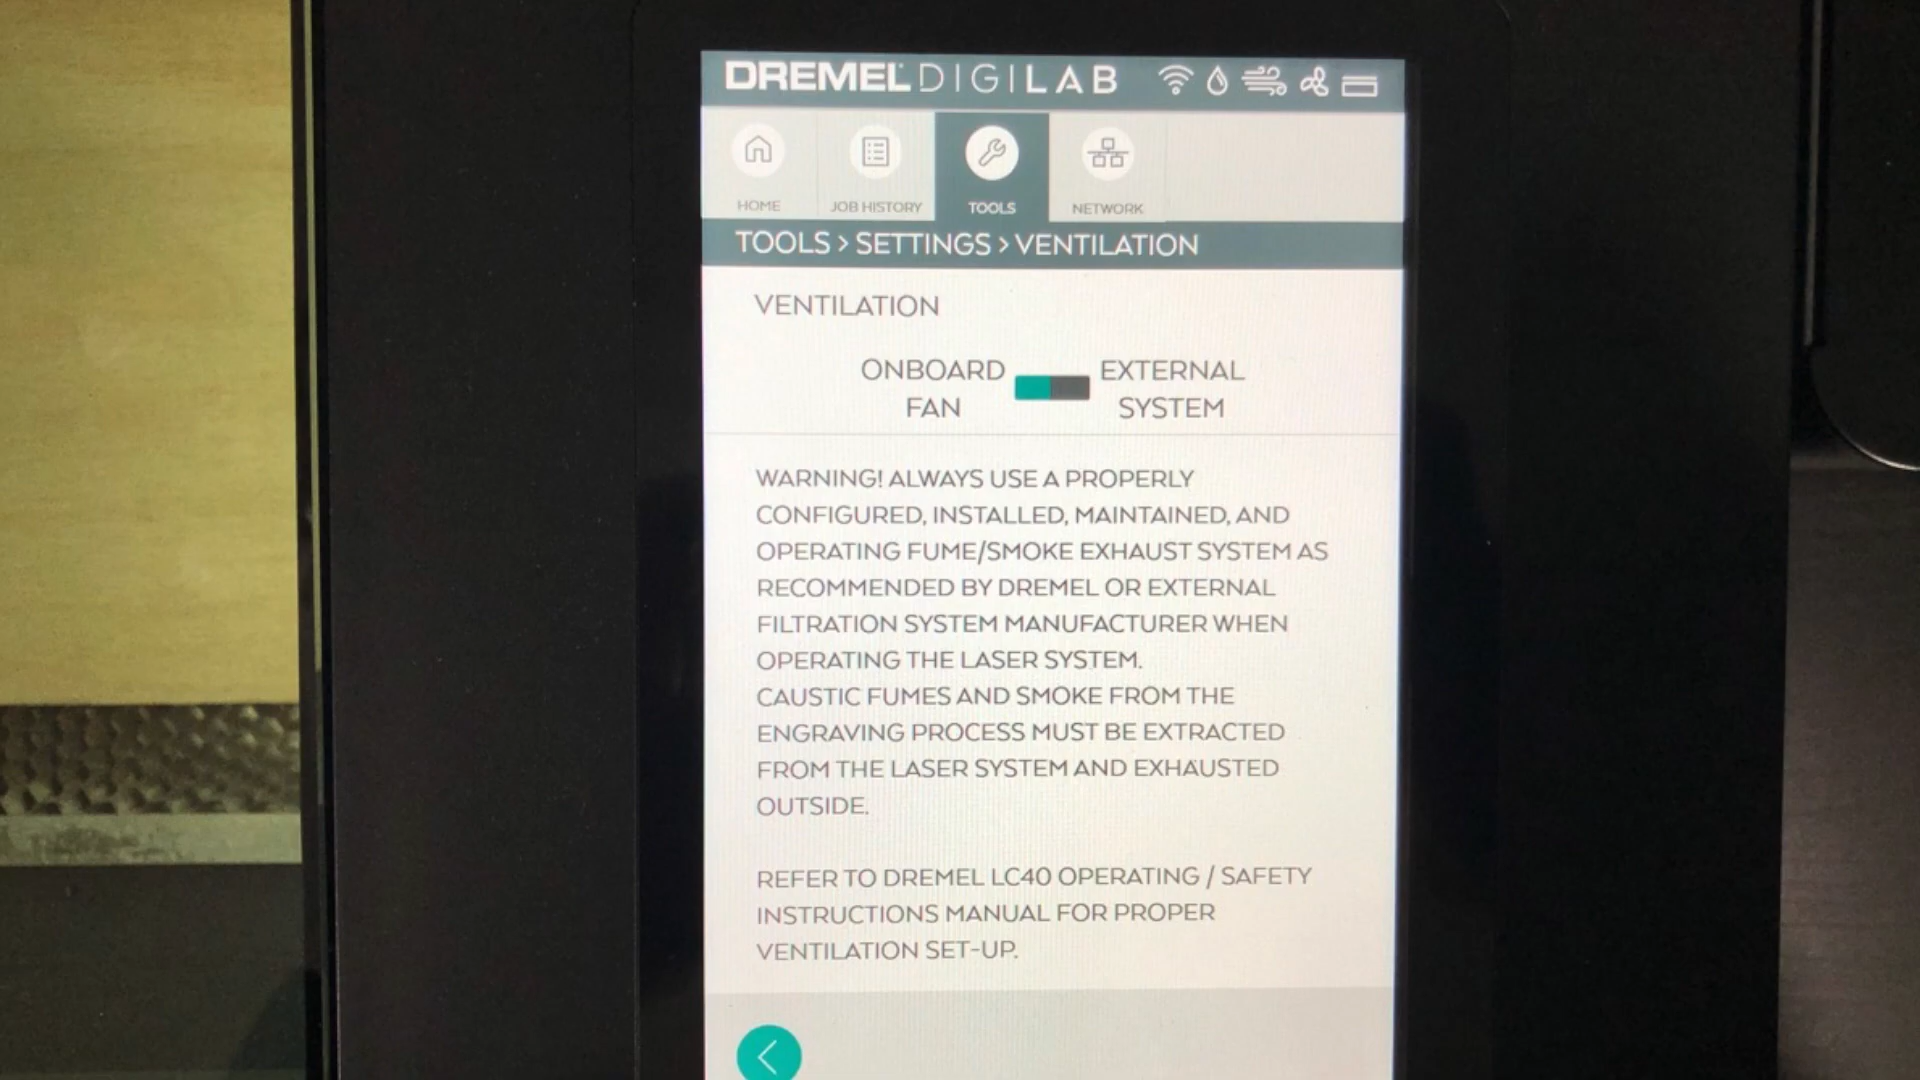 DREMEL DIGILAB
HOME JOB HISTORY TOOLS NETWORK
TOOLS > SETTINGS > VENTILATION
VENTILATION
ONBOARD FAN
EXTERNAL SYSTEM
WARNING! ALWAYS USE A PROPERLY
CONFIGURED, INSTALLED, MAINTAINED, AND
OPERATING FUME/SMOKE EXHAUST SYSTEM AS
RECOMMENDED BY DREMEL OR EXTERNAL
FILTRATION SYSTEM MANUFACTURER WHEN
OPERATING THE LASER SYSTEM.
CAUSTIC FUMES AND SMOKE FROM THE
ENGRAVING PROCESS MUST BE EXTRACTED
FROM THE LASER SYSTEM AND EXHAUSTED
OUTSIDE.
REFER TO DREMEL LC40 OPERATING / SAFETY
INSTRUCTIONS MANUAL FOR PROPER
VENTILATION SET-UP.